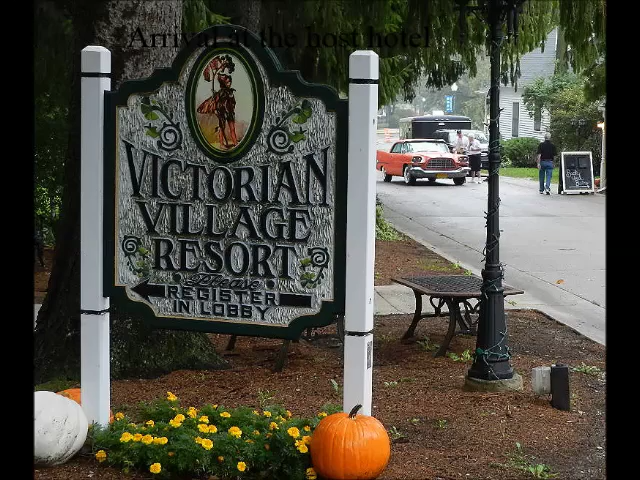 Arrival at the host hotel
VICTORIAN
VILLAGE
RESORT
Please
REGISTER
IN LOBBY